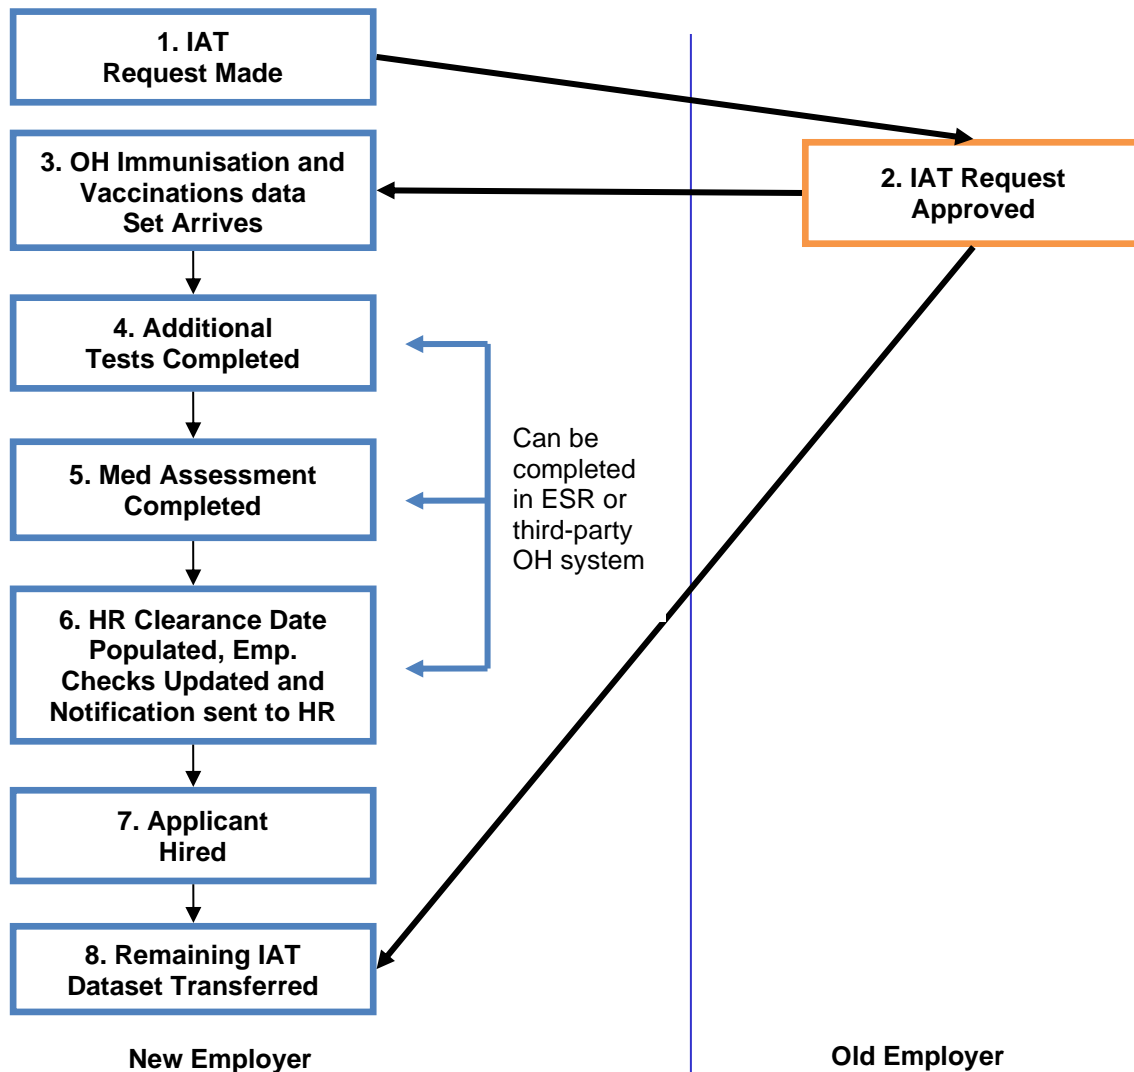 1. IAT
Request Made
2. IAT Request
Approved
3. OH Immunisation and
Vaccinations data
Set Arrives
4. Additional
Tests Completed
5. Med Assessment
Completed
Can be
completed
in ESR or
third-party
OH system
6. HR Clearance Date
Populated, Emp.
Checks Updated and
Notification sent to HR
7. Applicant
Hired
8. Remaining IAT
Dataset Transferred
New Employer
Old Employer